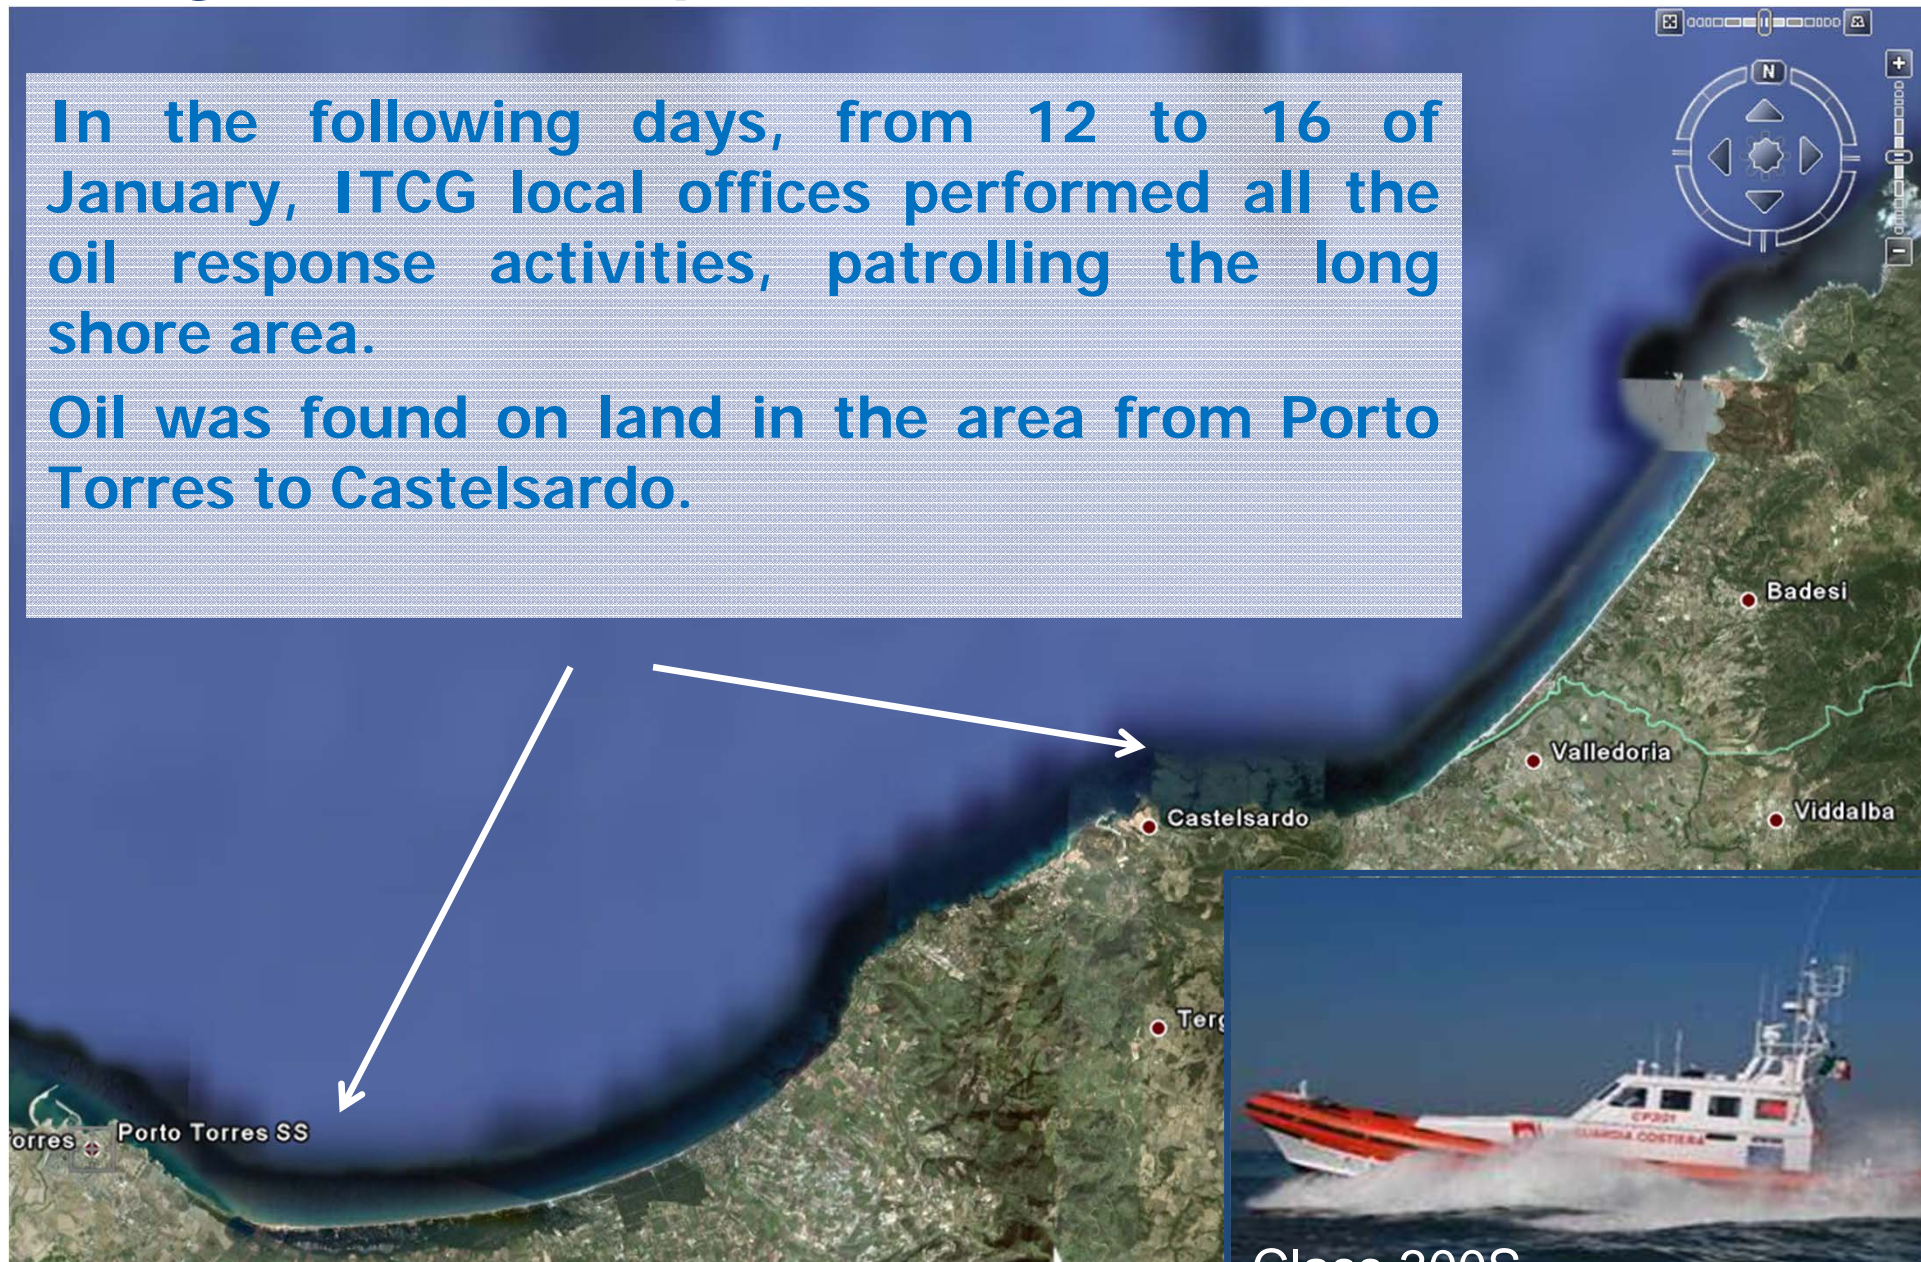 In the following days, from 12 to 16 of
January, ITCG local offices performed all the
oil response activities, patrolling the long
shore area.
Oil was found on land in the area from Porto
Torres to Castelsardo.
N
Badesi
Valledoria
Viddalba
Castelsardo
Porto Torres SS
GUARDIA COSTIERA